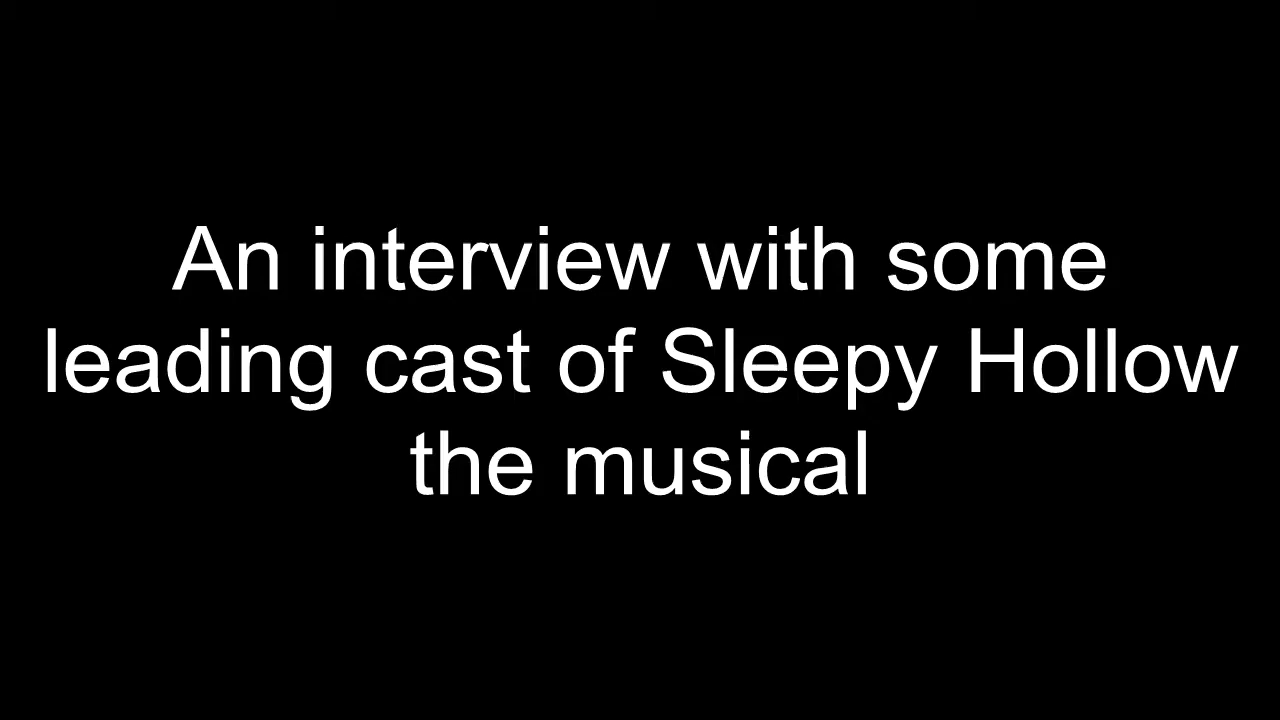 An interview with some
leading cast of Sleepy Hollow
the musical